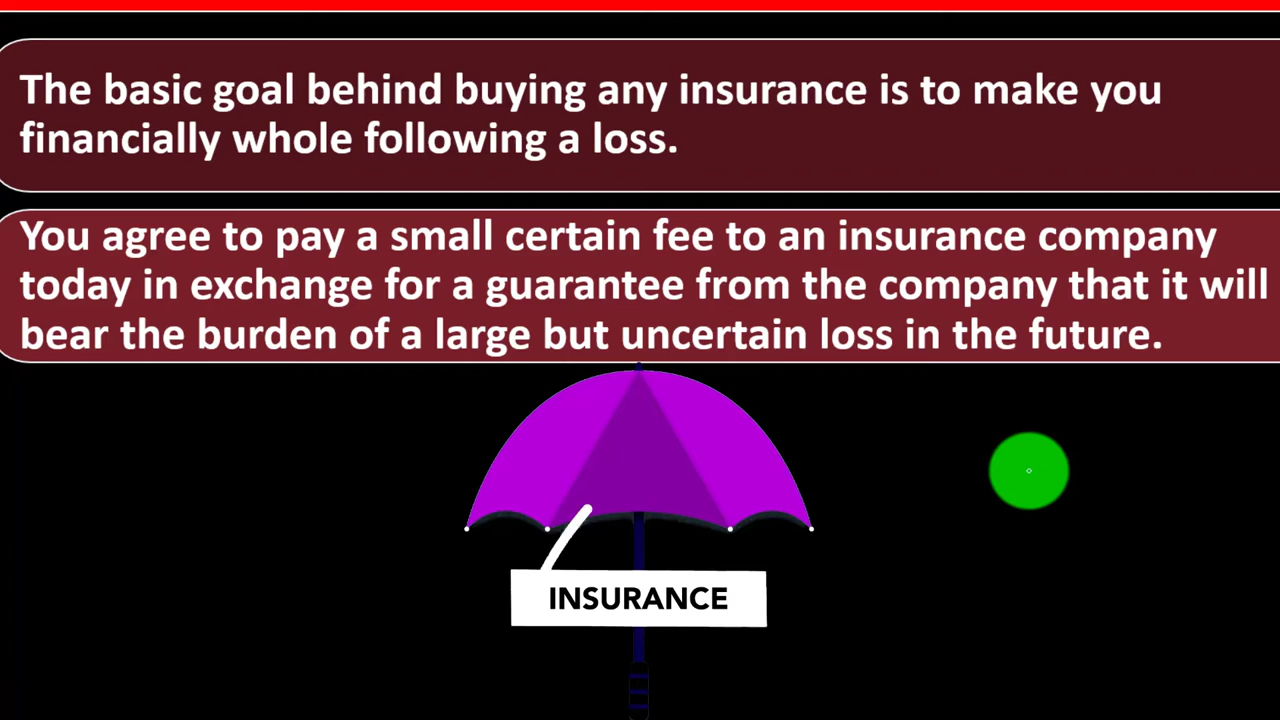 The basic goal behind buying any insurance is to make you
financially whole following a loss.
You agree to pay a small certain fee to an insurance company
today in exchange for a guarantee from the company that it will
bear the burden of a large but uncertain loss in the future.
INSURANCE